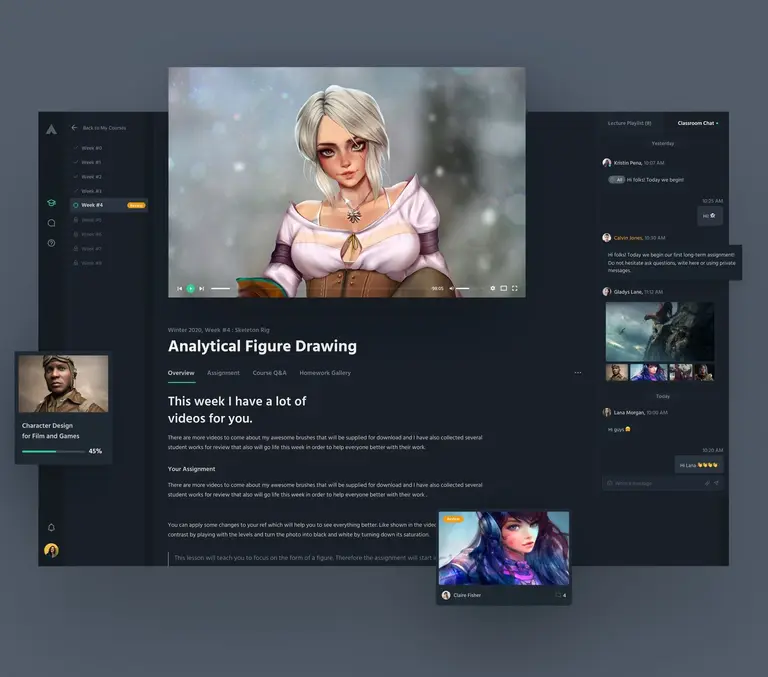 Back to My Courses
Week #0
Week #1
Week #2
Week #3
Week #4
Review
Week #5
Week #6
Week #7
Week #8
Character Design
for Film and Games
45%
Winter 2020, Week #4 : Skeleton Rig
Analytical Figure Drawing
Overview Assignment Course Q&A Homework Gallery
This week I have a lot of
videos for you.
There are more videos to come about my awesome brushes that will be supplied for download and I have also collected several
student works for review that also will go life this week in order to help everyone better with their work.
Your Assignment
There are more videos to come about my awesome brushes that will be supplied for download and I have also collected several
student works for review that also will go life this week in order to help everyone better with their work .
You can apply some changes to your ref which will help you to see everything better. Like shown in the video
contrast by playing with the levels and turn the photo into black and white by turning down its saturation.
This lesson will teach you to focus on the form of a figure. Therefore the assignment will start
Review
Claire Fisher
4
Lecture Playlist (8) Classroom Chat
Yesterday
Kristin Pena, 10:07 AM
All Hi folks! Today we begin!
10:25 AM
Hi!
Calvin Jones, 10:30 AM
Hi folks! Today we begin our first long-term assignment!
Do not hesitate ask questions, wite here or using private
messages.
Gladys Lane, 11:12 AM
Today
Lana Morgan, 10:00 AM
Hi guys 😀
10:20 AM
Hi Lana 👋👋👋👋